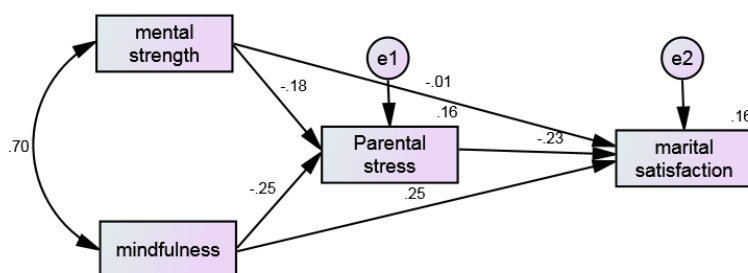 mental
strength
e1
e2
-.01
-.18
.16
.16
Parental
stress
-.23
marital
satisfaction
.70
-.25
.25
mindfulness